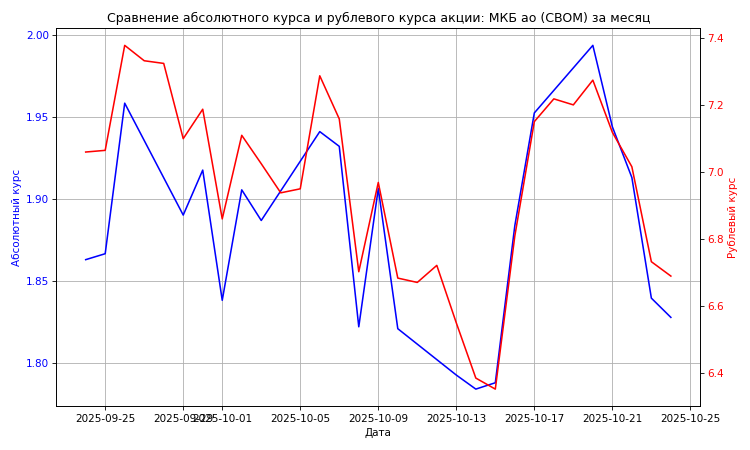 Сравнение абсолютного курса и рублевого курса акции: МКБ ао (CBOM) за месяц
2.00
1.95
1.90
1.85
1.80
Абсолютный курс
7.4
7.2
7.0
6.8
6.6
6.4
Рублевый курс
2025-09-25 2025-09-29 2025-10-01 2025-10-05 2025-10-09 2025-10-13 2025-10-17 2025-10-21 2025-10-25
Дата